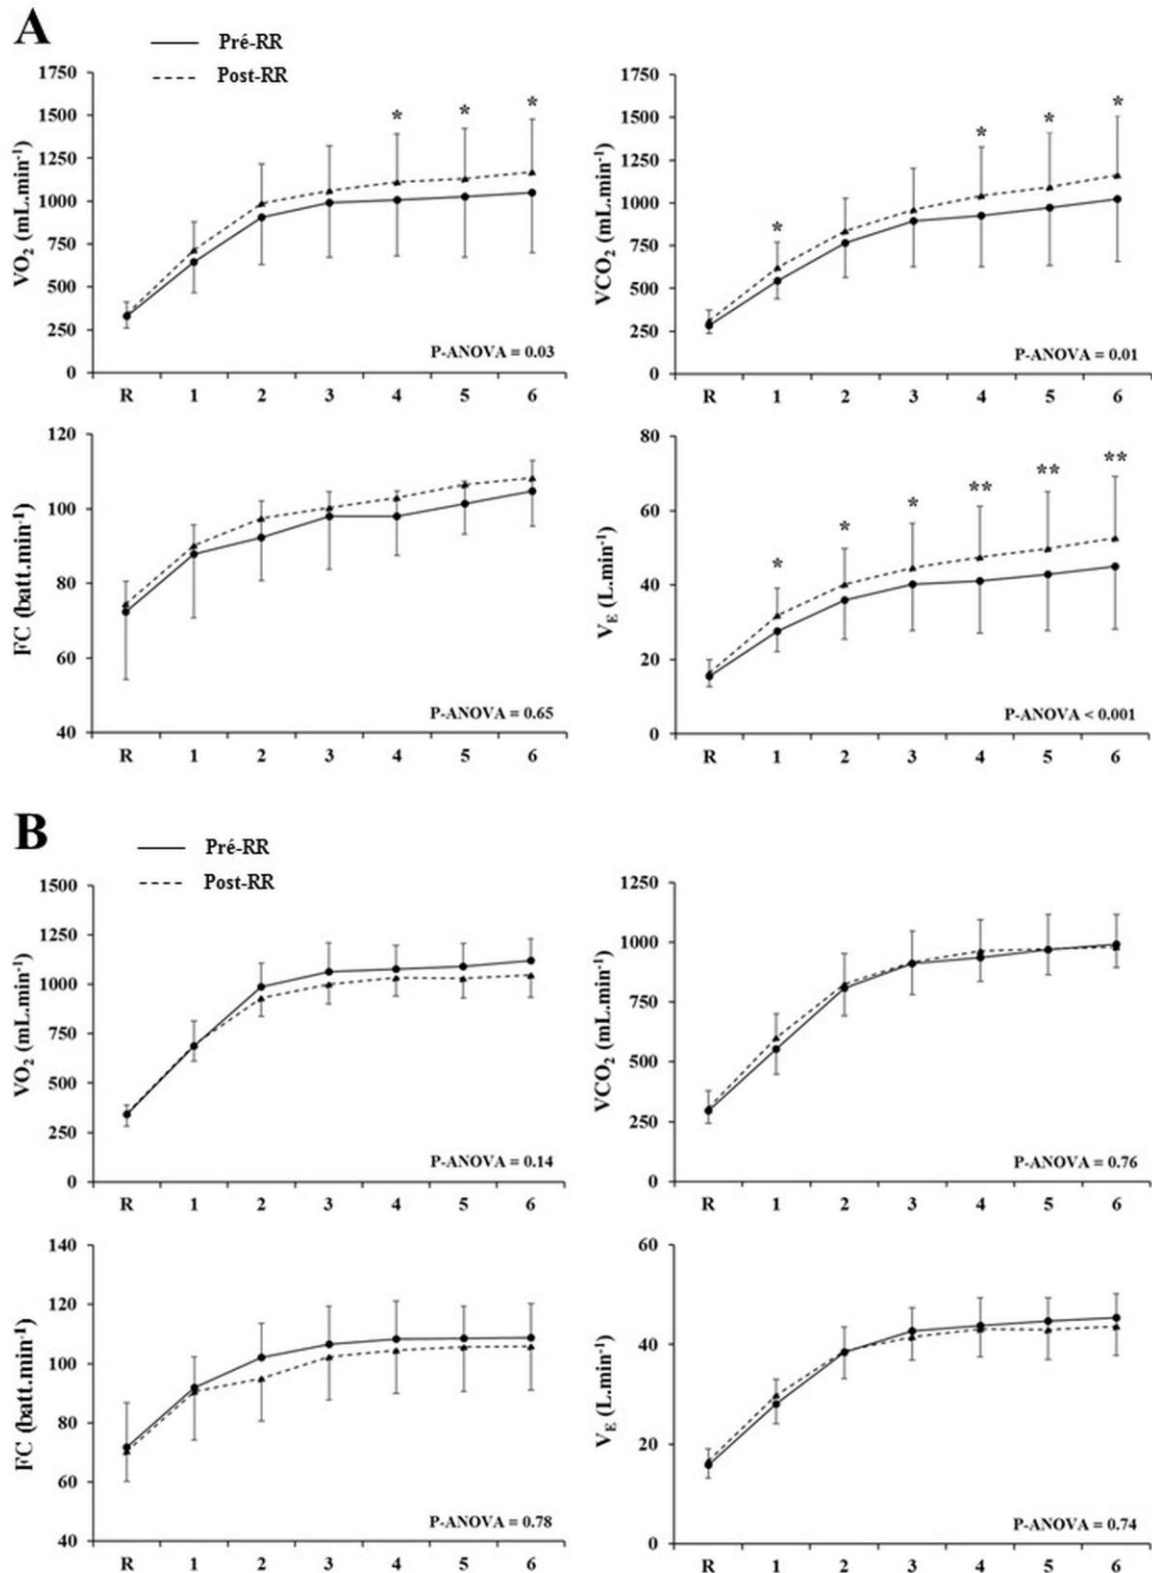 A
Pré-RR
Post-RR
VO₂ (mL.min⁻¹)
1750
1500
1250
1000
750
500
250
0
* * *
P-ANOVA = 0.03
R 1 2 3 4 5 6
VCO₂ (mL.min⁻¹)
1750
1500
1250
1000
750
500
250
0
* * * *
P-ANOVA = 0.01
R 1 2 3 4 5 6
FC (batt.min⁻¹)
120
100
80
60
40
P-ANOVA = 0.65
R 1 2 3 4 5 6
V_E (L.min⁻¹)
80
60
40
20
0
* * * ** ** **
P-ANOVA < 0.001
R 1 2 3 4 5 6
B
Pré-RR
Post-RR
VO₂ (mL.min⁻¹)
1500
1250
1000
750
500
250
0
P-ANOVA = 0.14
R 1 2 3 4 5 6
VCO₂ (mL.min⁻¹)
1250
1000
750
500
250
0
P-ANOVA = 0.76
R 1 2 3 4 5 6
FC (batt.min⁻¹)
140
120
100
80
60
40
P-ANOVA = 0.78
R 1 2 3 4 5 6
V_E (L.min⁻¹)
60
40
20
0
P-ANOVA = 0.74
R 1 2 3 4 5 6